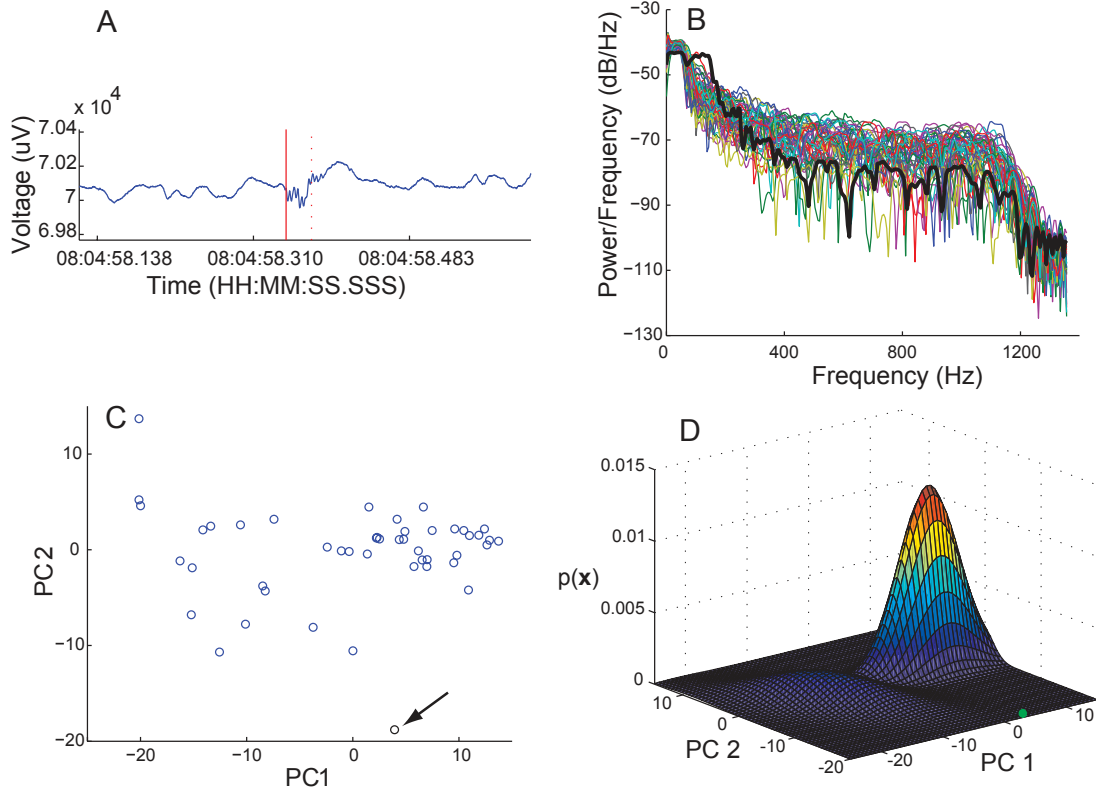 A
x 10⁴
7.04
7.02
7
6.98
Voltage (uV)
08:04:58.138 08:04:58.310 08:04:58.483
Time (HH:MM:SS.SSS)
B
−30
−50
−70
−90
−110
−130
Power/Frequency (dB/Hz)
0 400 800 1200
Frequency (Hz)
C
10
0
−10
−20
PC 2
−20 −10 0 10
PC1
D
0.015
0.010
0.005
0
p(x)
10 0 -10 -20
PC 2
-20 -10 0 10
PC 1